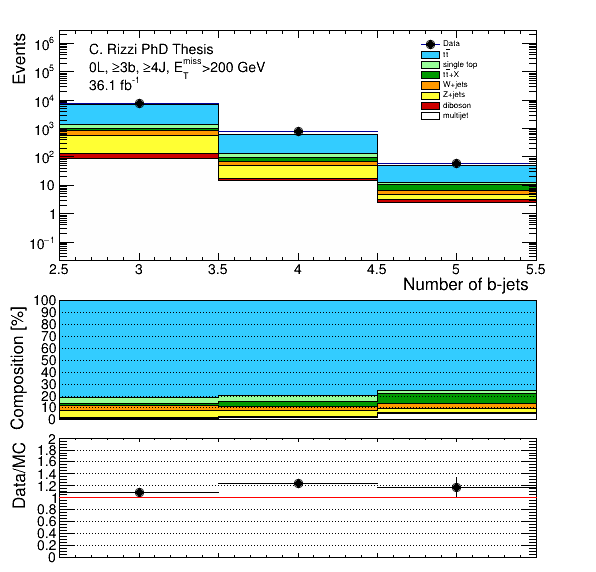 Events
10⁶
10⁵
10⁴
10³
10²
10
1
10⁻¹
C. Rizzi PhD Thesis
0L, ≥3b, ≥4J, E_T^miss>200 GeV
36.1 fb⁻¹
Data
tt̄
single top
tt̄+X
W+jets
Z+jets
diboson
multijet
2.5 3 3.5 4 4.5 5 5.5
Number of b-jets
Composition [%]
100
90
80
70
60
50
40
30
20
10
0
Data/MC
2
1.8
1.6
1.4
1.2
1
0.8
0.6
0.4
0.2
0